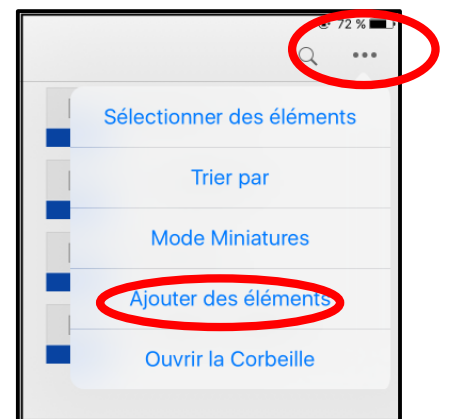 72 %
Sélectionner des éléments
Trier par
Mode Miniatures
Ajouter des éléments
Ouvrir la Corbeille